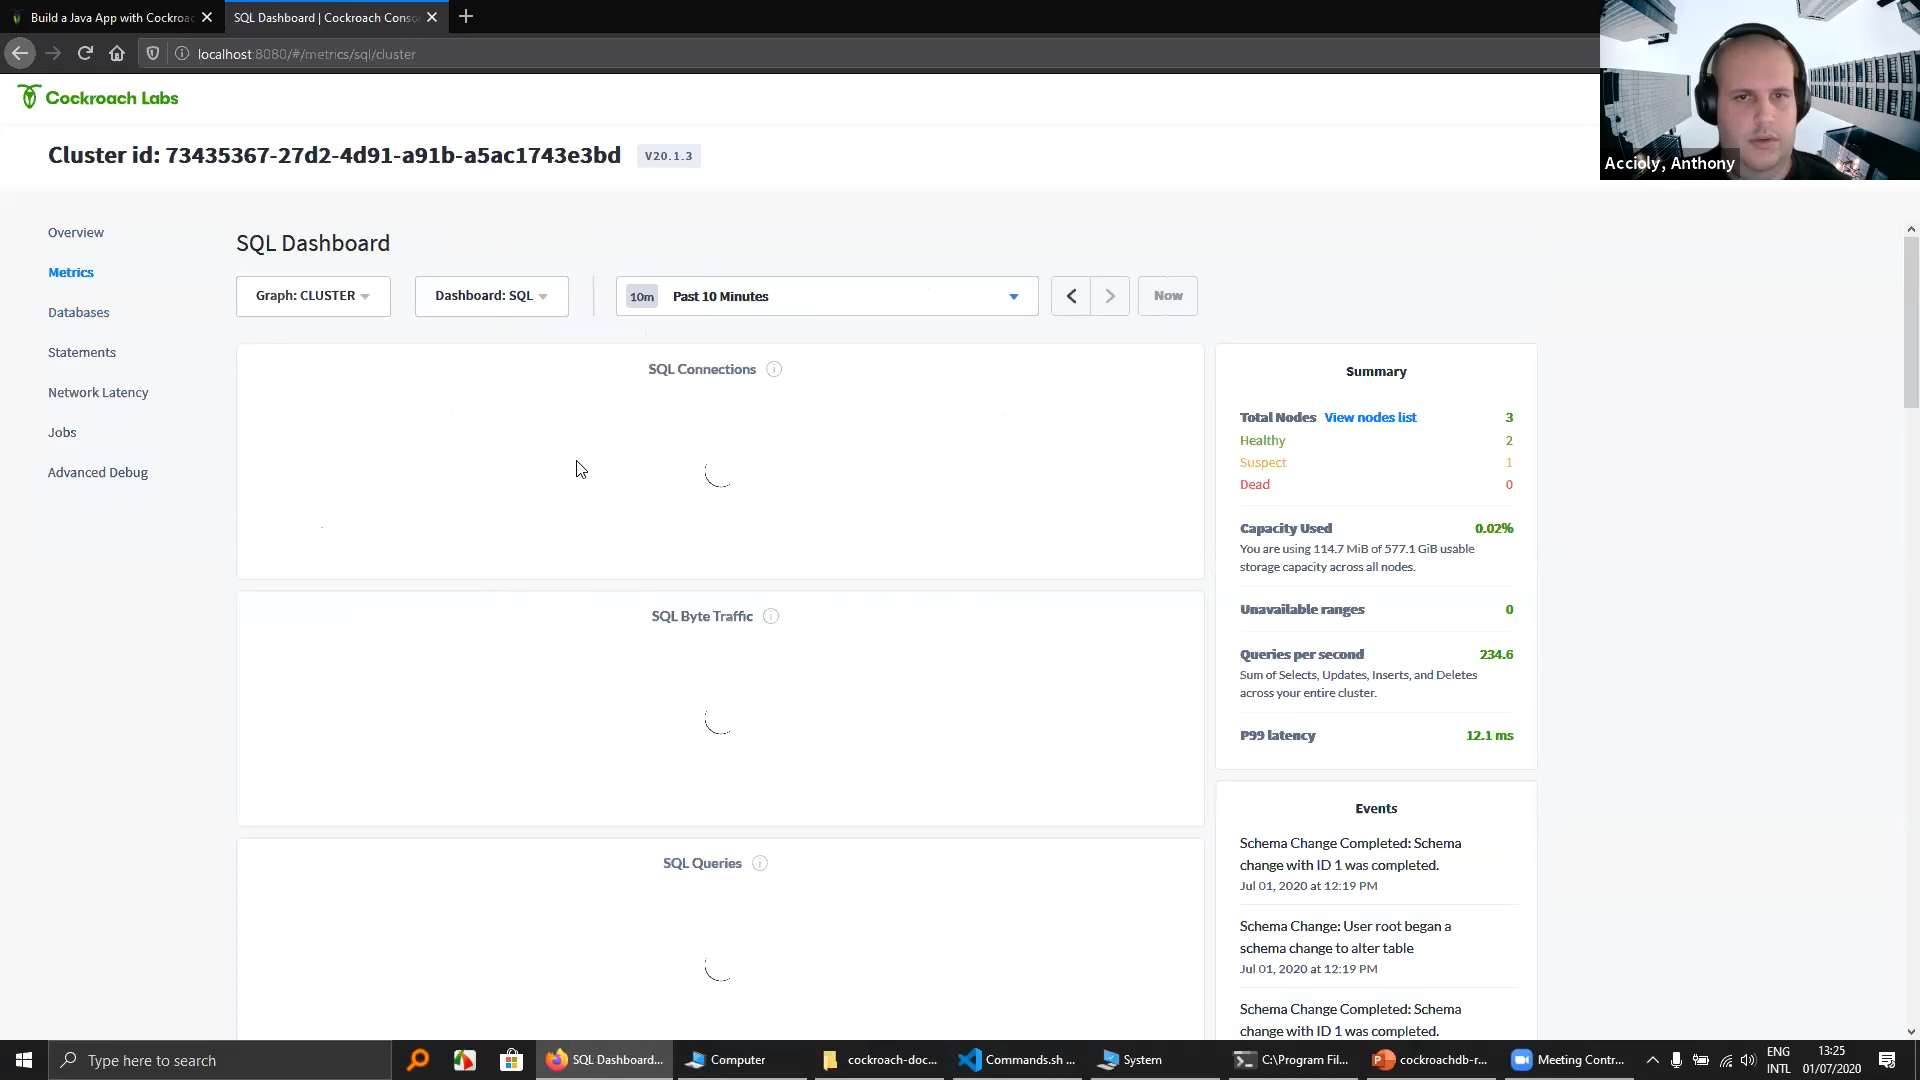 Build a Java App with Cockroac
SQL Dashboard | Cockroach Conso
localhost:8080/#/metrics/sql/cluster
Cockroach Labs
Cluster id: 73435367-27d2-4d91-a91b-a5ac1743e3bd
V20.1.3
Accioly, Anthony
Overview
Metrics
Databases
Statements
Network Latency
Jobs
Advanced Debug
SQL Dashboard
Graph: CLUSTER
Dashboard: SQL
10m Past 10 Minutes
Now
SQL Connections
SQL Byte Traffic
SQL Queries
Summary
Total Nodes View nodes list 3
Healthy 2
Suspect 1
Dead 0
Capacity Used 0.02%
You are using 114.7 MiB of 577.1 GiB usable
storage capacity across all nodes.
Unavailable ranges 0
Queries per second 234.6
Sum of Selects, Updates, Inserts, and Deletes
across your entire cluster.
P99 latency 12.1 ms
Events
Schema Change Completed: Schema
change with ID 1 was completed.
Jul 01, 2020 at 12:19 PM
Schema Change: User root began a
schema change to alter table
Jul 01, 2020 at 12:19 PM
Schema Change Completed: Schema
change with ID 1 was completed.
Type here to search
SQL Dashboard...
Computer
cockroach-doc...
Commands.sh ...
System
C:\Program Fil...
cockroachdb-r...
Meeting Contr...
ENG
INTL
13:25
01/07/2020